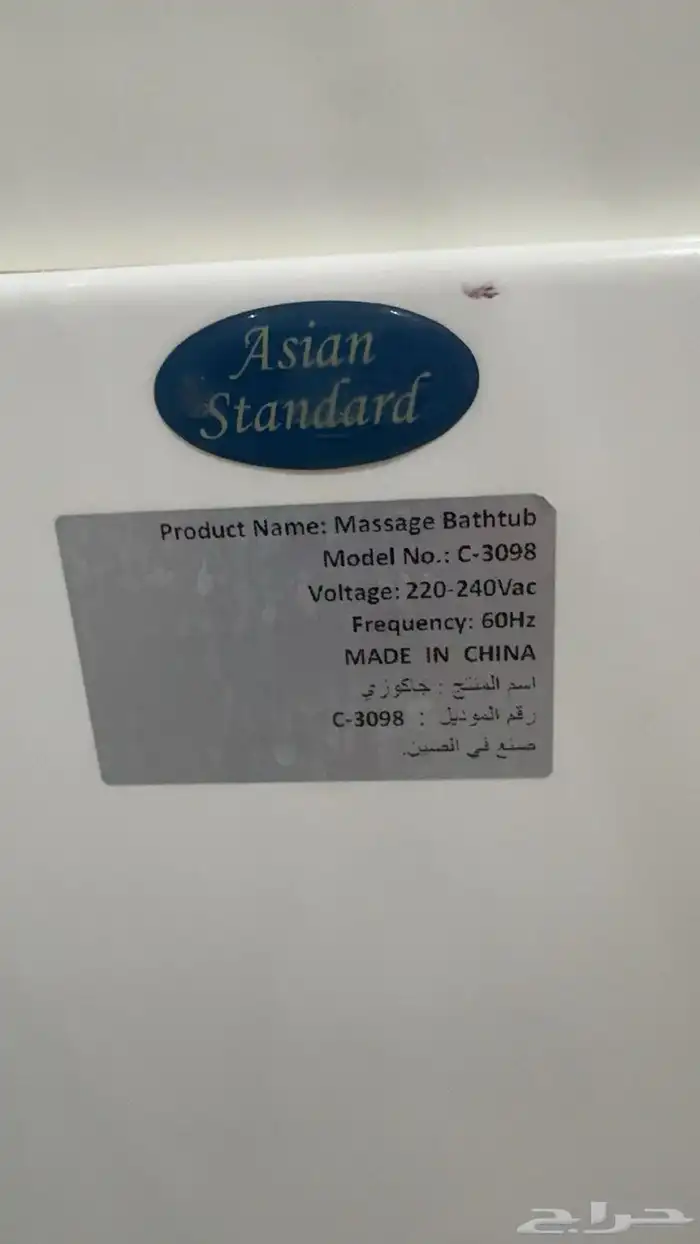 Asian
Standard
Product Name: Massage Bathtub
Model No.: C-3098
Voltage: 220-240Vac
Frequency: 60Hz
MADE IN CHINA
اسم المنتج : جاكوزي
رقم الموديل : C-3098
صنع في الصين.
حراج